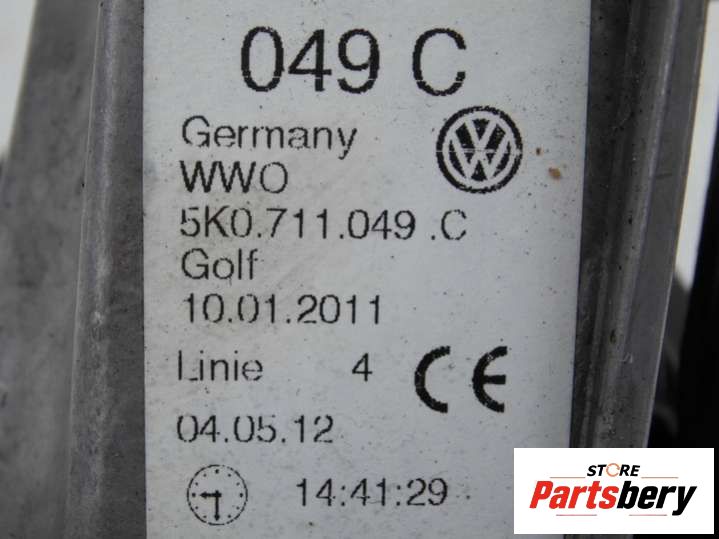 049 C
Germany
WWO
5K0.711.049 .C
Golf
10.01.2011
Linie 4 CE
04.05.12
14:41:29
STORE
Partsbery